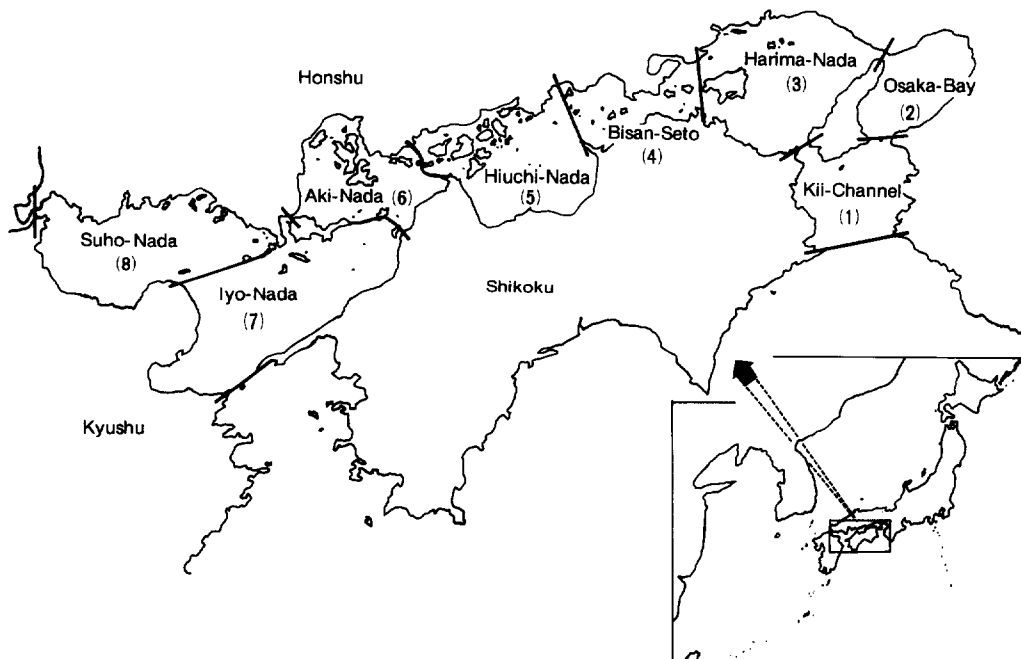 Honshu
Harima-Nada
(3)
Osaka-Bay
(2)
Bisan-Seto
(4)
Hiuchi-Nada
(5)
Aki-Nada (6)
Kii-Channel
(1)
Suho-Nada
(8)
Iyo-Nada
(7)
Shikoku
Kyushu